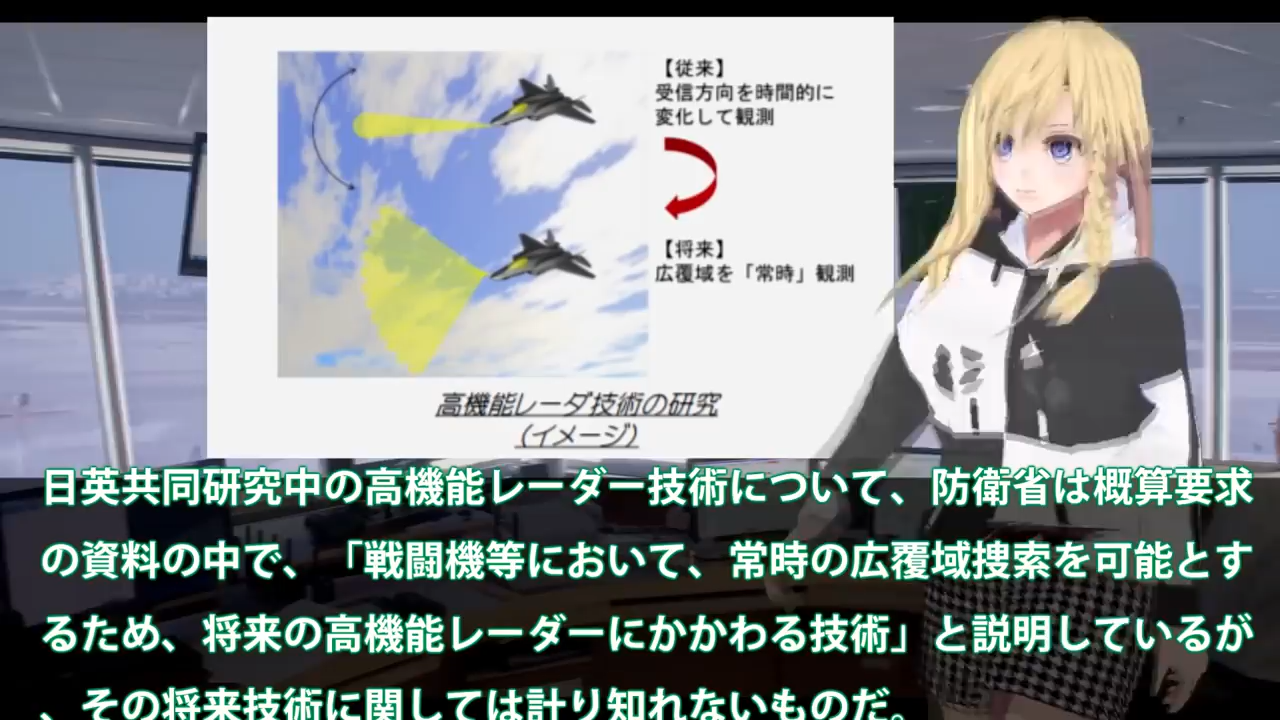 【従来】
受信方向を時間的に
変化して観測
【将来】
広覆域を「常時」観測
高機能レーダ技術の研究
(イメージ)
日英共同研究中の高機能レーダー技術について、防衛省は概算要求
の資料の中で、「戦闘機等において、常時の広覆域捜索を可能とす
るため、将来の高機能レーダーにかかわる技術」と説明しているが
、その将来技術に関しては計り知れないものだ。